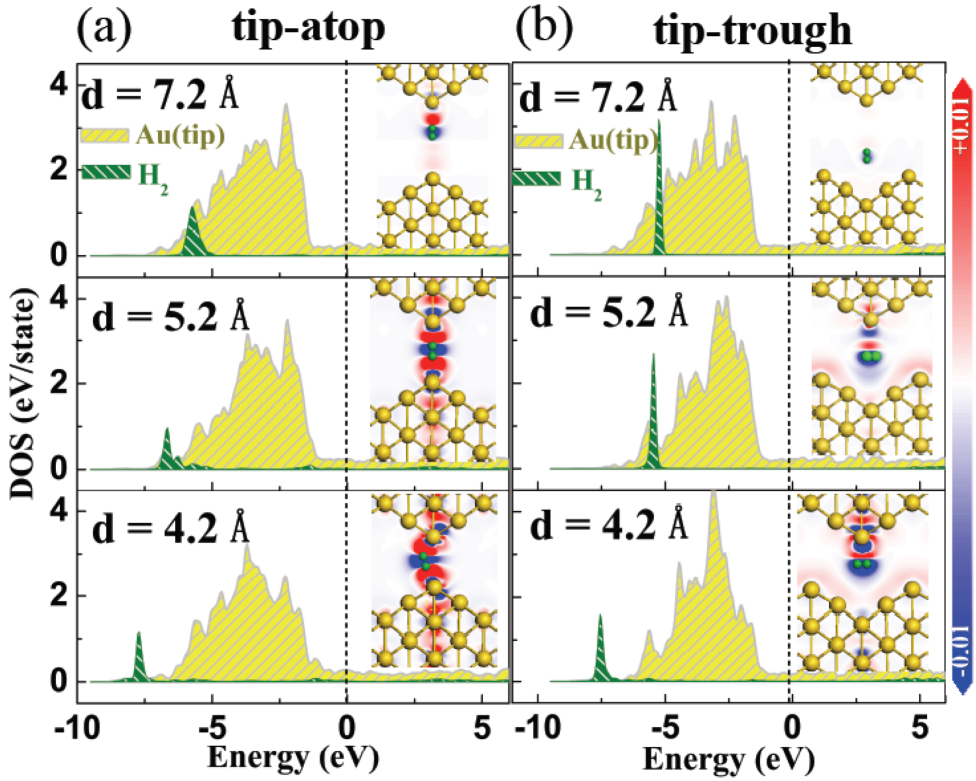 (a) tip-atop
(b) tip-trough
4
2
0
d = 7.2 Å
Au(tip)
H2
d = 7.2 Å
Au(tip)
H2
+0.01
DOS (eV/state)
4
2
0
d = 5.2 Å
d = 5.2 Å
4
2
0
d = 4.2 Å
d = 4.2 Å
-0.01
-10 -5 0 5
Energy (eV)
-10 -5 0 5
Energy (eV)